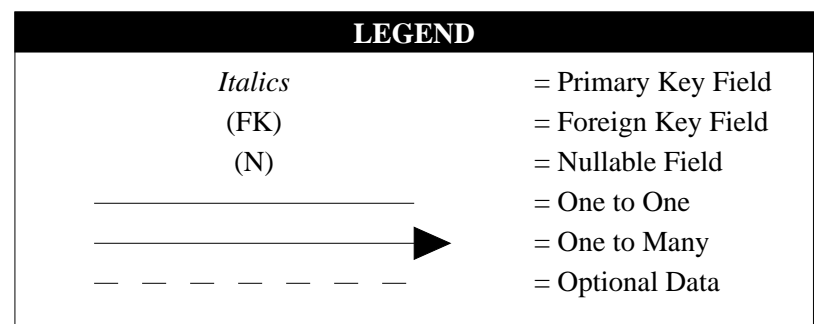 LEGEND
Italics = Primary Key Field
(FK) = Foreign Key Field
(N) = Nullable Field
= One to One
= One to Many
= Optional Data